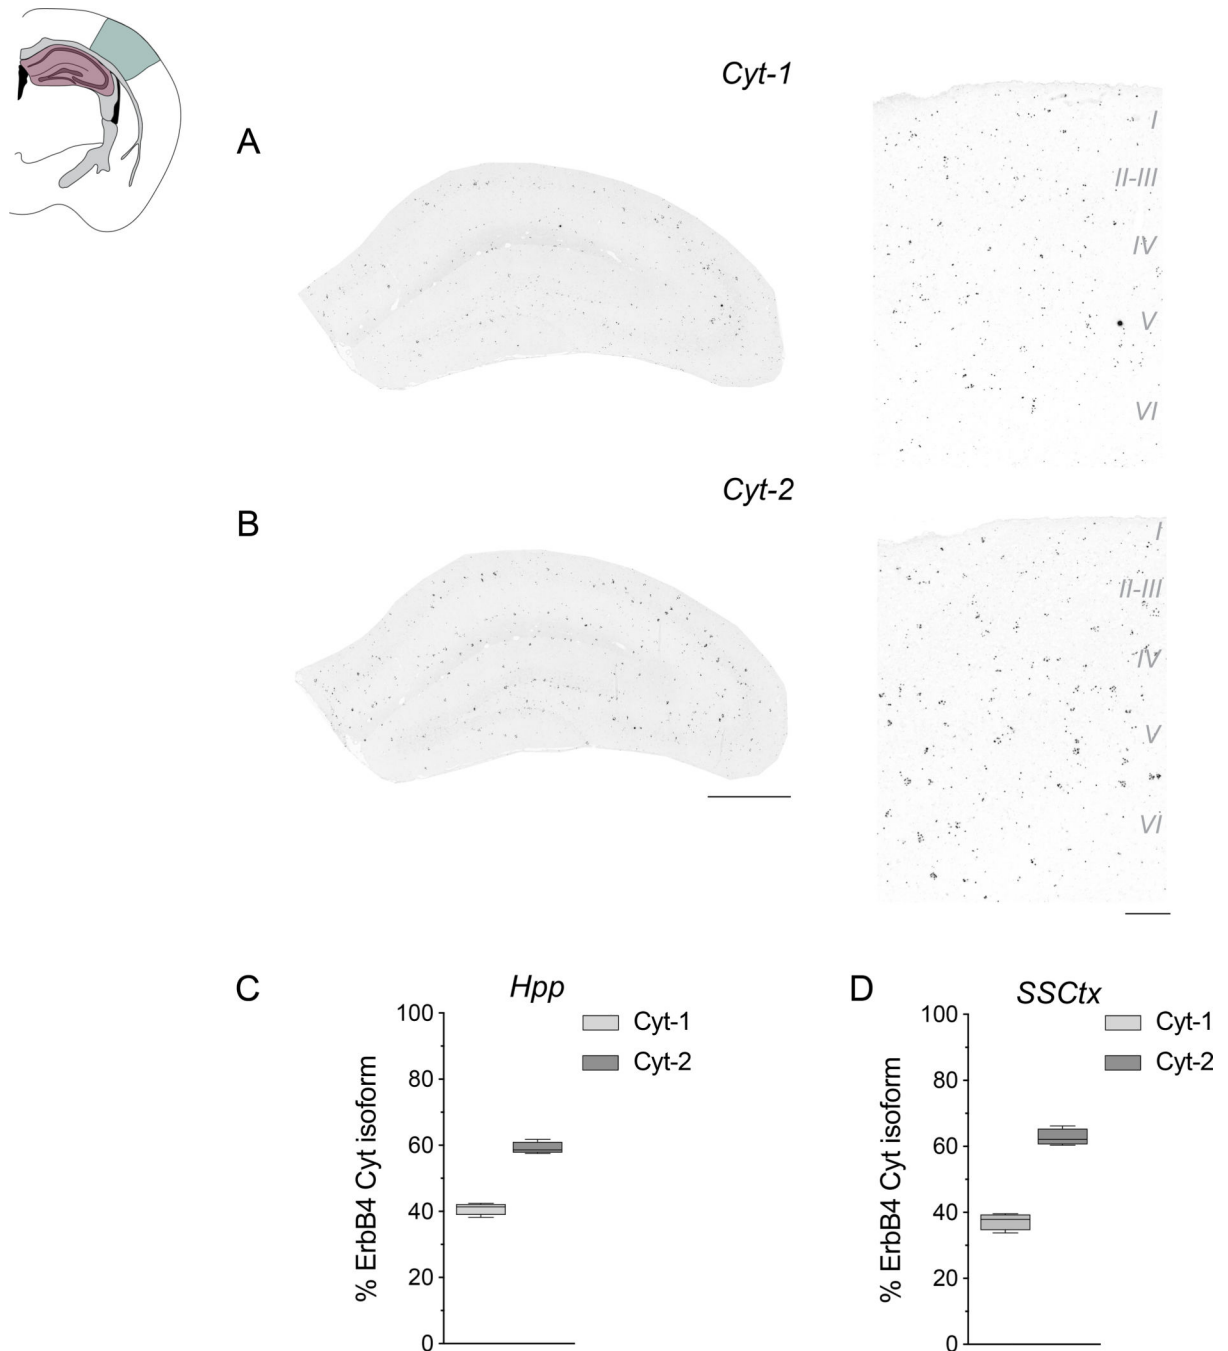 Cyt-1
A
I
II-III
IV
V
VI
Cyt-2
B
I
II-III
IV
V
VI
C
Hpp
% ErbB4 Cyt isoform
100
80
60
40
20
0
Cyt-1
Cyt-2
D
SSCtx
% ErbB4 Cyt isoform
100
80
60
40
20
0
Cyt-1
Cyt-2